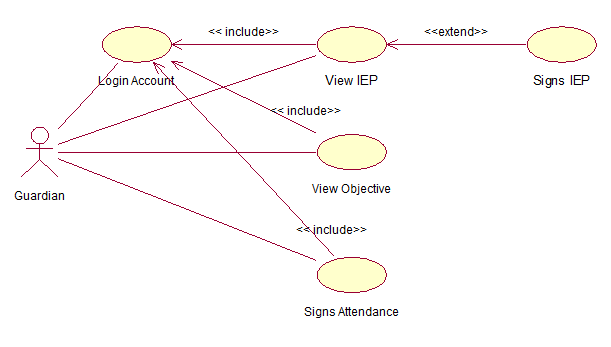 << include>>
<<extend>>
Login Account
View IEP
Signs IEP
<< include>>
Guardian
View Objective
<< include>>
Signs Attendance